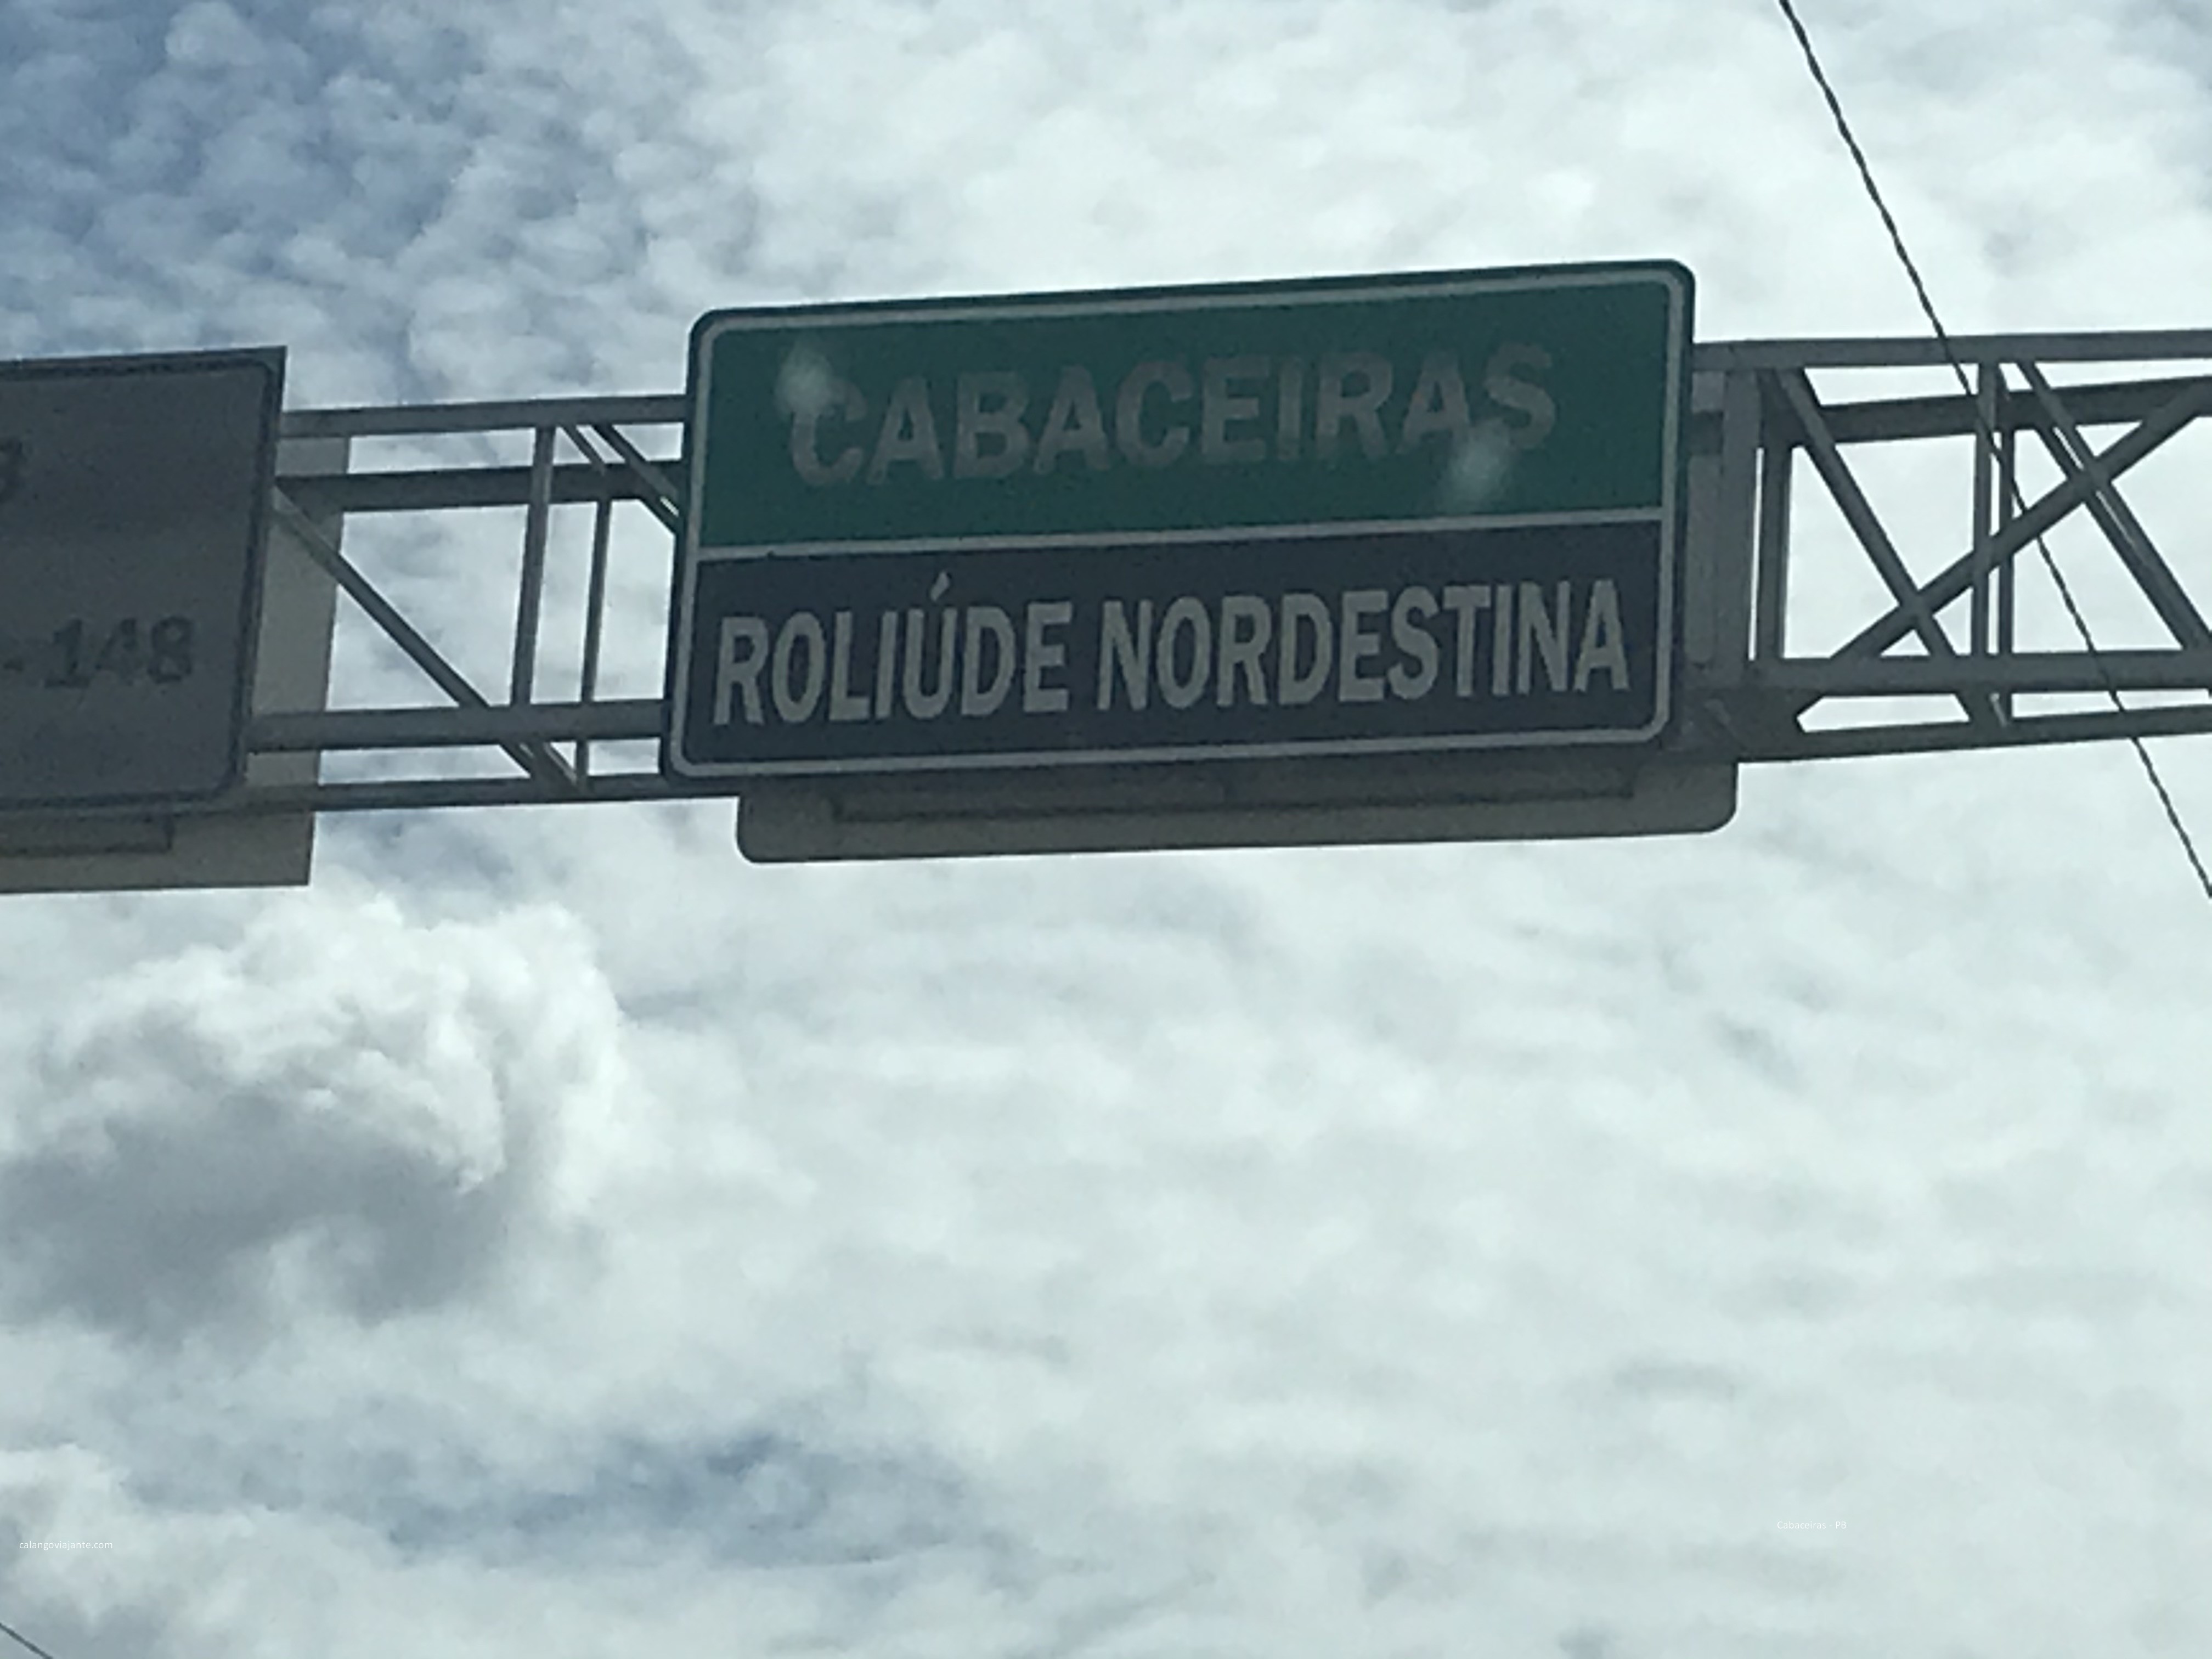 -148
CABACEIRAS
ROLIÚDE NORDESTINA
calangoviajante.com
Cabaceiras - PB